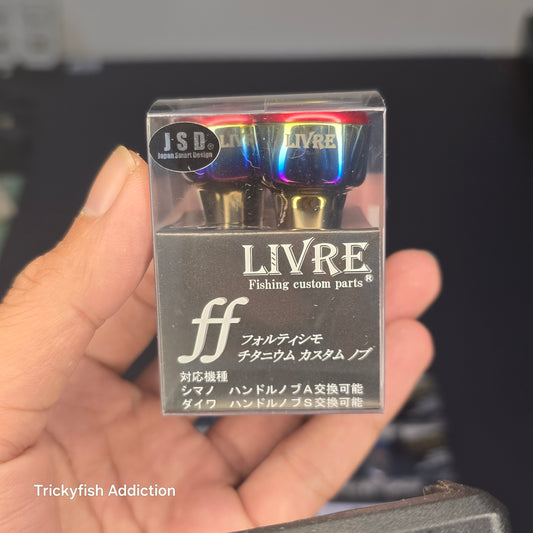 J.S.D.®
Japan Smart Design
LIVRE
LIVRE
LIVRE®
Fishing custom parts
ff
フォルティシモ
チタニウム カスタム ノブ
対応機種
シマノ ハンドルノブA交換可能
ダイワ ハンドルノブS交換可能
Trickyfish Addiction